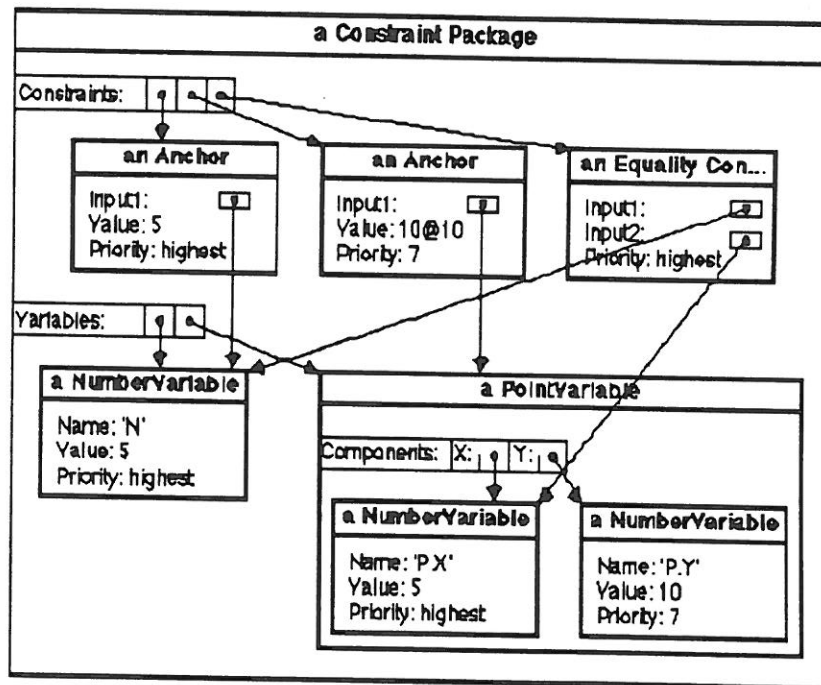 a Constraint Package
Constraints:
an Anchor
an Anchor
an Equality Con...
Input1:
Value: 5
Priority: highest
Input1:
Value: 10@10
Priority: 7
Input1:
Input2:
Priority: highest
Variables:
a NumberVariable
a PointVariable
Name: 'N'
Value: 5
Priority: highest
Components: X: Y:
a NumberVariable
a NumberVariable
Name: 'P.X'
Value: 5
Priority: highest
Name: 'P.Y'
Value: 10
Priority: 7